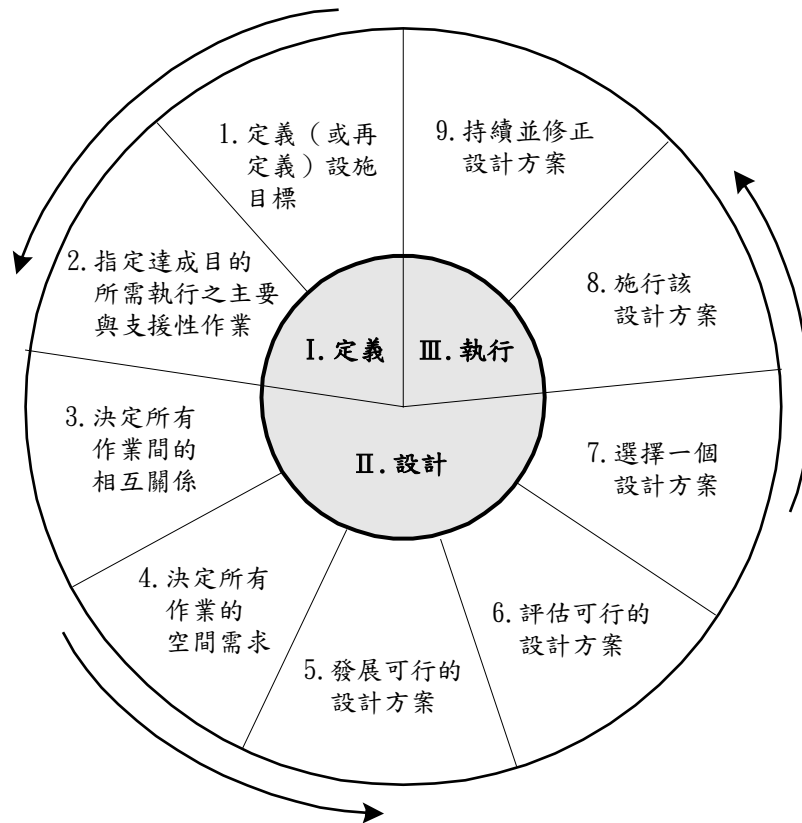 1.定義（或再
定義）設施
目標
2.指定達成目的
所需執行之主要
與支援性作業
3.決定所有
作業間的
相互關係
4.決定所有
作業的
空間需求
5.發展可行的
設計方案
6.評估可行的
設計方案
7.選擇一個
設計方案
8.施行該
設計方案
9.持續並修正
設計方案
Ⅰ.定義
Ⅱ.設計
Ⅲ.執行